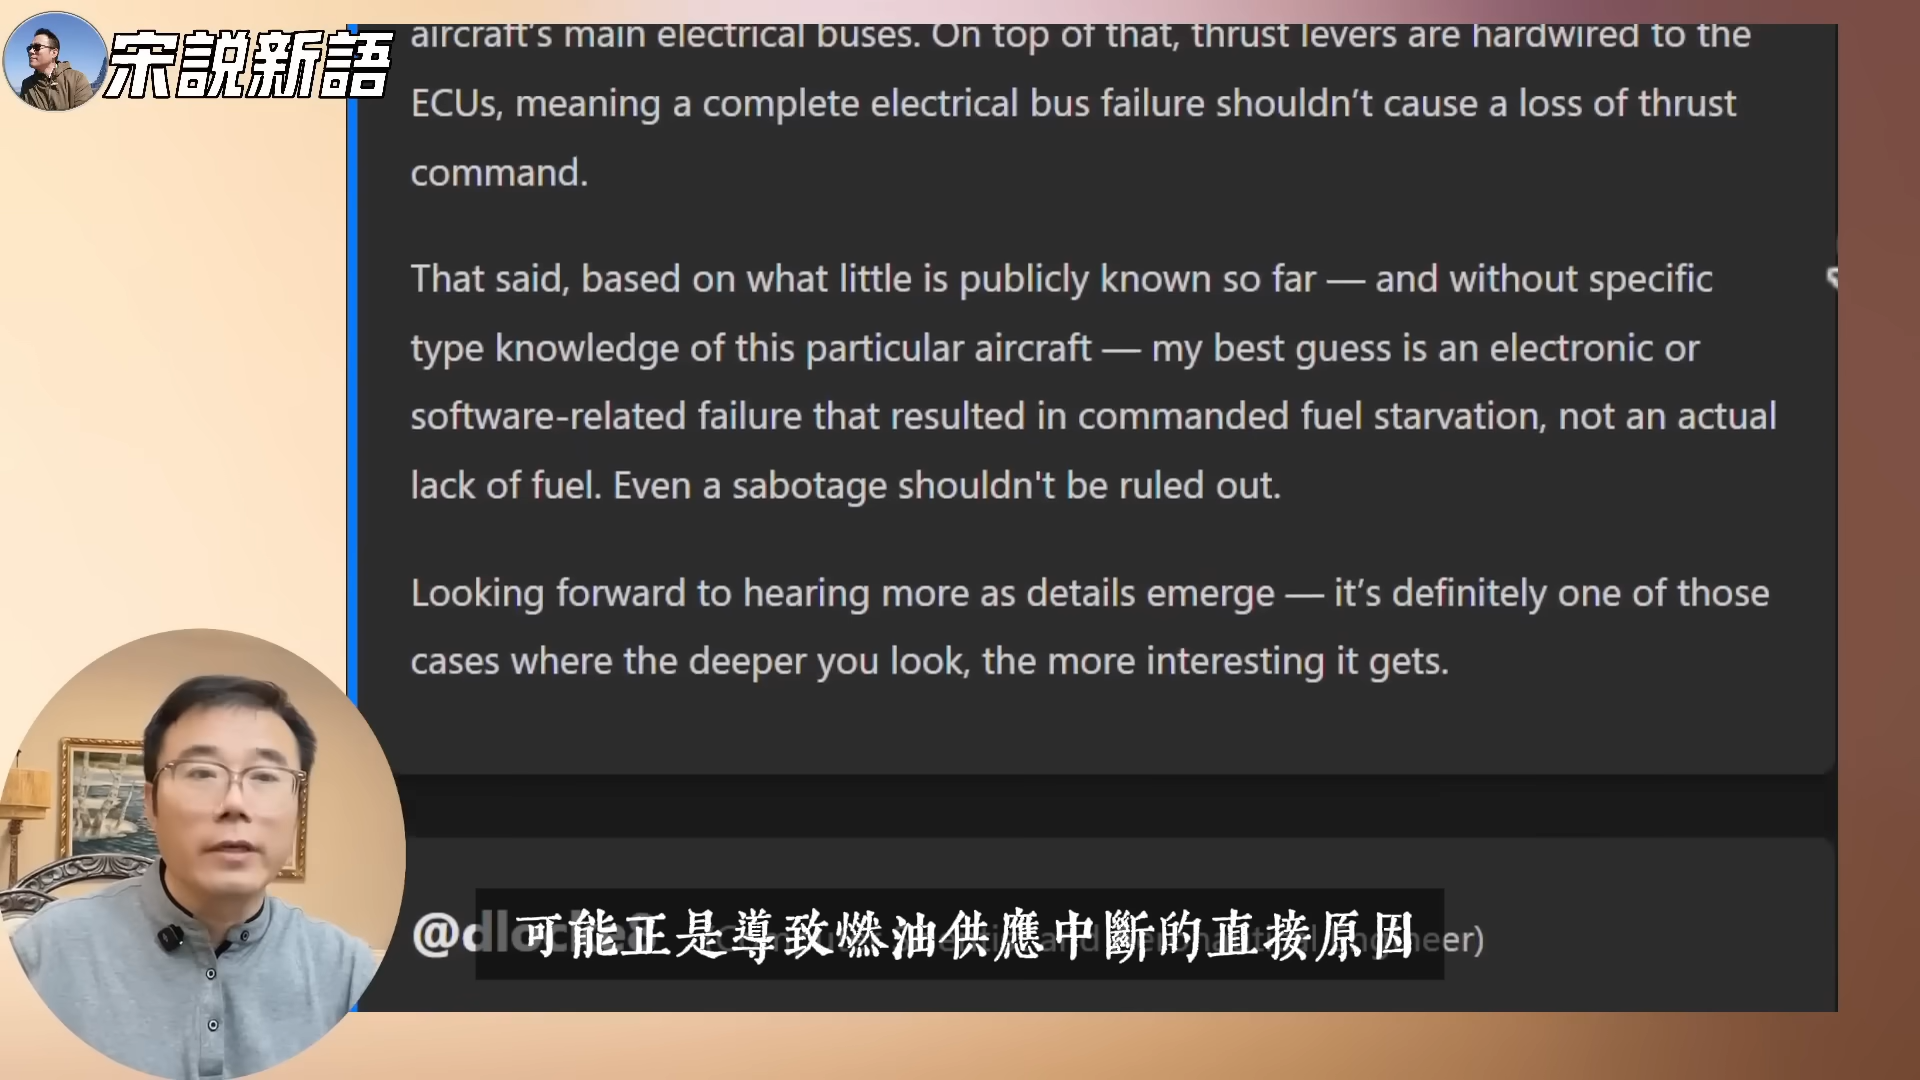 宋説新語
aircraft’s main electrical buses. On top of that, thrust levers are hardwired to the
ECUs, meaning a complete electrical bus failure shouldn’t cause a loss of thrust
command.
That said, based on what little is publicly known so far — and without specific
type knowledge of this particular aircraft — my best guess is an electronic or
software-related failure that resulted in commanded fuel starvation, not an actual
lack of fuel. Even a sabotage shouldn't be ruled out.
Looking forward to hearing more as details emerge — it’s definitely one of those
cases where the deeper you look, the more interesting it gets.
可能正是導致燃油供應中斷的直接原因